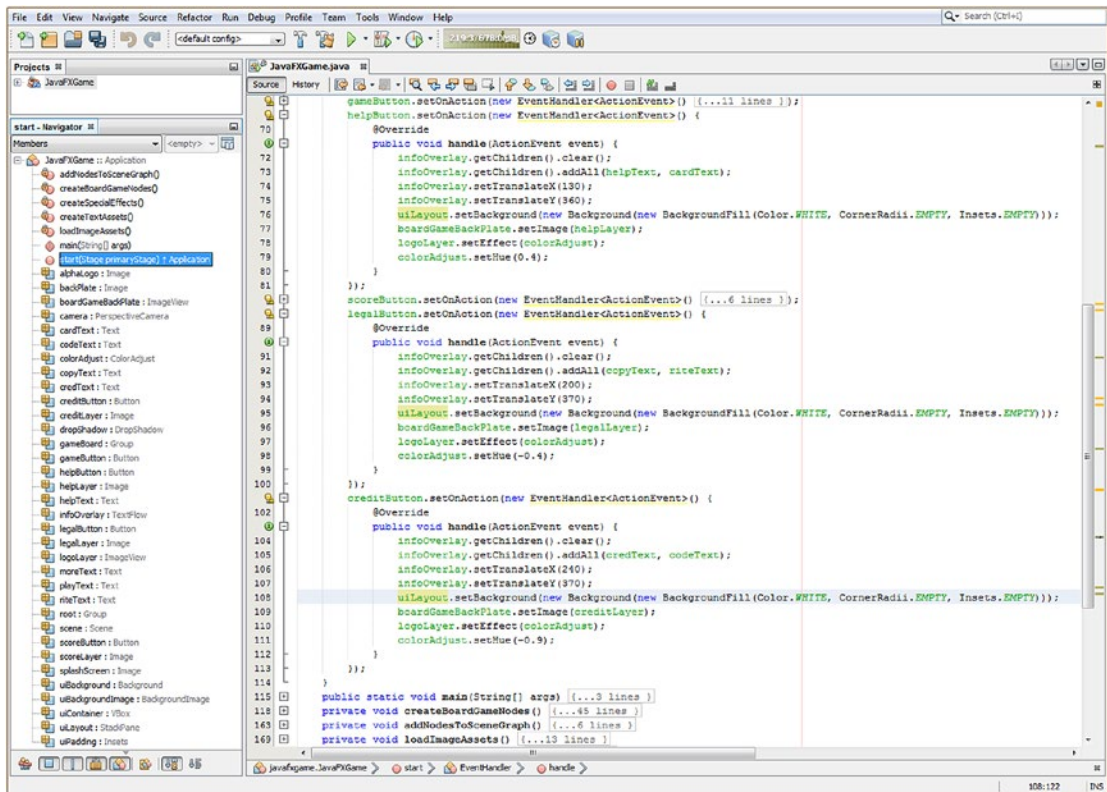 File Edit View Navigate Source Refactor Run Debug Profile Team Tools Window Help
Search (Ctrl+I)
<default config>
Projects
JavaFXGame
start - Navigator
Members
<empty>
JavaFXGame :: Application
addNodesToSceneGraph()
createBoardGameNodes()
createSpecialEffects()
createTextAssets()
loadImageAssets()
main(String[] args)
start(Stage primaryStage) ↑ Application
alphaLogo : Image
backPlate : Image
boardGameBackPlate : ImageView
camera : PerspectiveCamera
cardText : Text
codeText : Text
colorAdjust : ColorAdjust
copyText : Text
credText : Text
creditButton : Button
creditLayer : Image
dropShadow : DropShadow
gameBoard : Group
gameButton : Button
helpButton : Button
helpLayer : Image
helpText : Text
infoOverlay : TextFlow
legalButton : Button
legalLayer : Image
logoLayer : ImageView
moreText : Text
playText : Text
riteText : Text
root : Group
scene : Scene
scoreButton : Button
scoreLayer : Image
splashScreen : Image
uiBackground : Background
uiBackgroundImage : BackgroundImage
uiContainer : VBox
uiLayout : StackPane
uiPadding : Insets
JavaFXGame.java
Source History
gameButton.setOnAction(new EventHandler<ActionEvent>() {...11 lines });
helpButton.setOnAction(new EventHandler<ActionEvent>() {
70 @Override
public void handle(ActionEvent event) {
72 infoOverlay.getChildren().clear();
73 infoOverlay.getChildren().addAll(helpText, cardText);
74 infoOverlay.setTranslateX(130);
75 infoOverlay.setTranslateY(360);
76 uiLayout.setBackground(new Background(new BackgroundFill(Color.WHITE, CornerRadii.EMPTY, Insets.EMPTY)));
77 boardGameBackPlate.setImage(helpLayer);
78 logoLayer.setEffect(colorAdjust);
79 colorAdjust.setHue(0.4);
80 }
81 });
scoreButton.setOnAction(new EventHandler<ActionEvent>() {...6 lines });
legalButton.setOnAction(new EventHandler<ActionEvent>() {
89 @Override
public void handle(ActionEvent event) {
91 infoOverlay.getChildren().clear();
92 infoOverlay.getChildren().addAll(copyText, riteText);
93 infoOverlay.setTranslateX(200);
94 infoOverlay.setTranslateY(370);
95 uiLayout.setBackground(new Background(new BackgroundFill(Color.WHITE, CornerRadii.EMPTY, Insets.EMPTY)));
96 boardGameBackPlate.setImage(legalLayer);
97 logoLayer.setEffect(colorAdjust);
98 colorAdjust.setHue(-0.4);
99 }
100 });
creditButton.setOnAction(new EventHandler<ActionEvent>() {
102 @Override
public void handle(ActionEvent event) {
104 infoOverlay.getChildren().clear();
105 infoOverlay.getChildren().addAll(credText, codeText);
106 infoOverlay.setTranslateX(240);
107 infoOverlay.setTranslateY(370);
108 uiLayout.setBackground(new Background(new BackgroundFill(Color.WHITE, CornerRadii.EMPTY, Insets.EMPTY)));
109 boardGameBackPlate.setImage(creditLayer);
110 logoLayer.setEffect(colorAdjust);
111 colorAdjust.setHue(-0.9);
112 }
113 });
114 }
115 public static void main(String[] args) {...3 lines }
118 private void createBoardGameNodes() {...45 lines }
163 private void addNodesToSceneGraph() {...6 lines }
169 private void loadImageAssets() {...13 lines }
javafxgame.JavaFXGame start EventHandler handle
108:122 INS